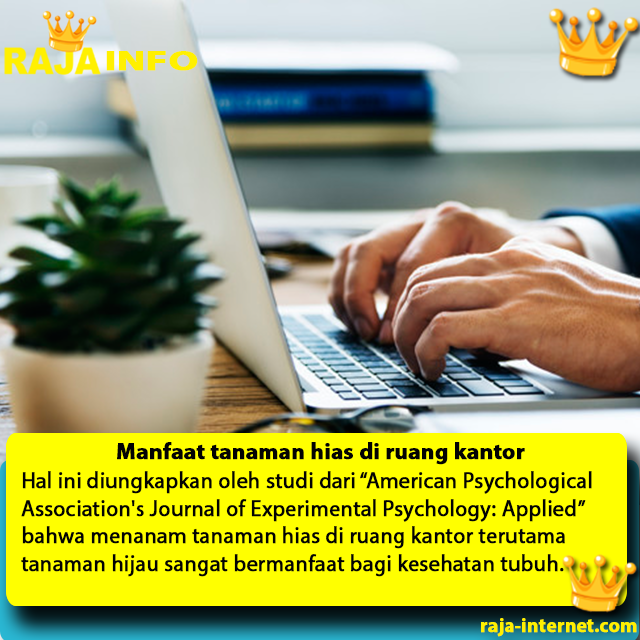 RAJA INFO
Manfaat tanaman hias di ruang kantor
Hal ini diungkapkan oleh studi dari “American Psychological
Association's Journal of Experimental Psychology: Applied”
bahwa menanam tanaman hias di ruang kantor terutama
tanaman hijau sangat bermanfaat bagi kesehatan tubuh.
raja-internet.com